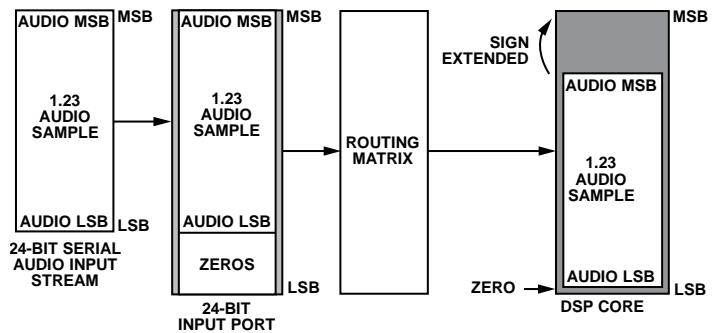 AUDIO MSB
MSB
1.23
AUDIO
SAMPLE
AUDIO LSB
LSB
24-BIT SERIAL
AUDIO INPUT
STREAM
AUDIO MSB
MSB
1.23
AUDIO
SAMPLE
AUDIO LSB
ZEROS
LSB
24-BIT
INPUT PORT
ROUTING
MATRIX
SIGN
EXTENDED
MSB
AUDIO MSB
1.23
AUDIO
SAMPLE
AUDIO LSB
ZERO
LSB
DSP CORE